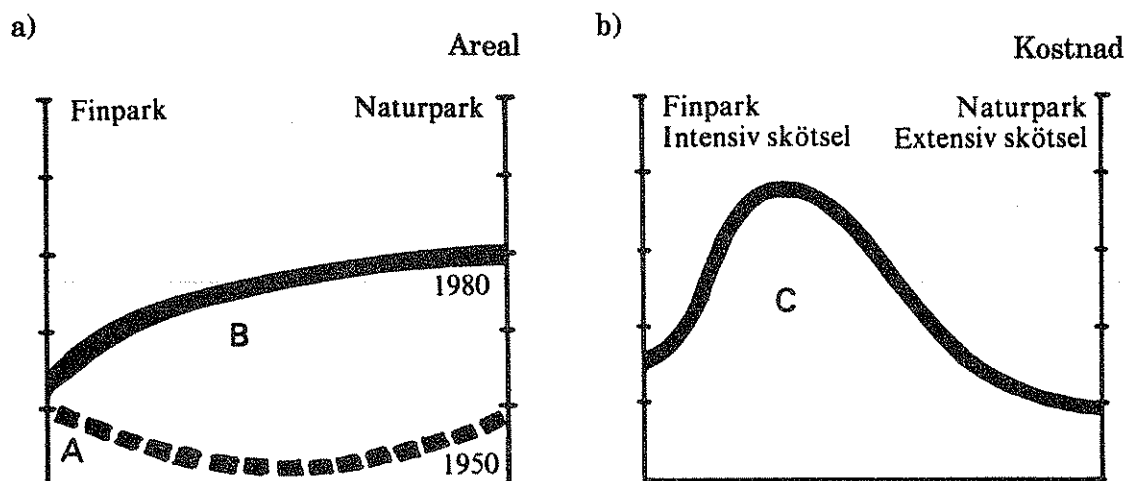 a)
Areal
Finpark
Naturpark
1980
B
A
1950
b)
Kostnad
Finpark
Intensiv skötsel
Naturpark
Extensiv skötsel
C